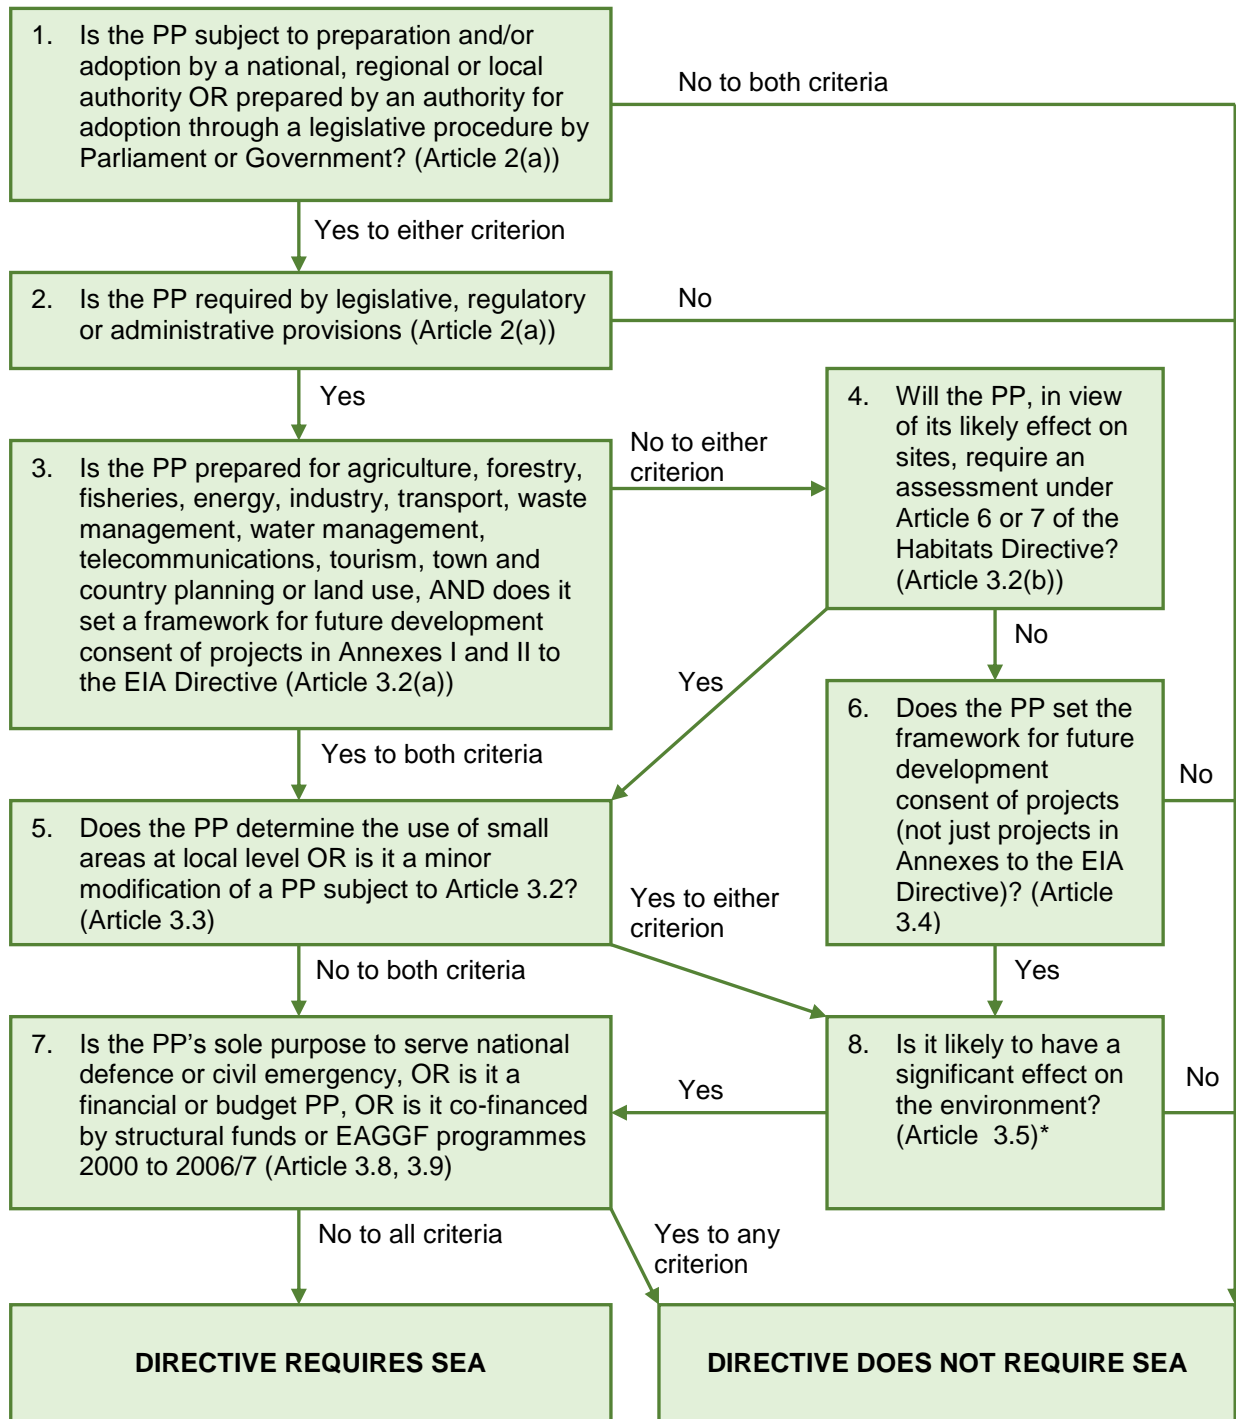 1. Is the PP subject to preparation and/or
adoption by a national, regional or local
authority OR prepared by an authority for
adoption through a legislative procedure by
Parliament or Government? (Article 2(a))
No to both criteria
Yes to either criterion
2. Is the PP required by legislative, regulatory
or administrative provisions (Article 2(a))
No
Yes
3. Is the PP prepared for agriculture, forestry,
fisheries, energy, industry, transport, waste
management, water management,
telecommunications, tourism, town and
country planning or land use, AND does it
set a framework for future development
consent of projects in Annexes I and II to
the EIA Directive (Article 3.2(a))
No to either
criterion
4. Will the PP, in view
of its likely effect on
sites, require an
assessment under
Article 6 or 7 of the
Habitats Directive?
(Article 3.2(b))
Yes
No
Yes to both criteria
6. Does the PP set the
framework for future
development
consent of projects
(not just projects in
Annexes to the EIA
Directive)? (Article
3.4)
No
5. Does the PP determine the use of small
areas at local level OR is it a minor
modification of a PP subject to Article 3.2?
(Article 3.3)
Yes to either
criterion
No to both criteria
Yes
7. Is the PP’s sole purpose to serve national
defence or civil emergency, OR is it a
financial or budget PP, OR is it co-financed
by structural funds or EAGGF programmes
2000 to 2006/7 (Article 3.8, 3.9)
Yes
8. Is it likely to have a
significant effect on
the environment?
(Article 3.5)*
No
No to all criteria
Yes to any
criterion
DIRECTIVE REQUIRES SEA
DIRECTIVE DOES NOT REQUIRE SEA